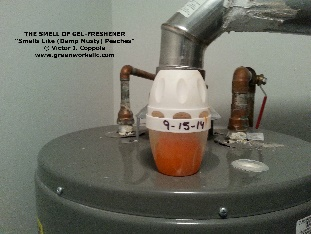 THE SMELL OF GEL-FRESHENER
"Smells Like (Damp Musty) Peaches"
© Victor J. Coppola
www.greenworksllc.com
9-15-14